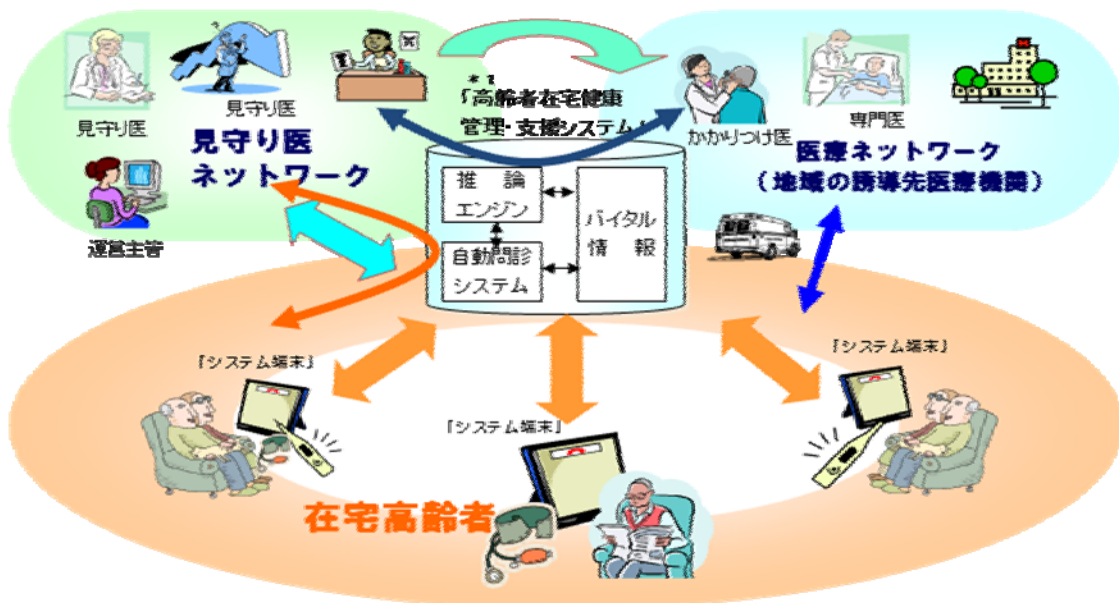 見守り医
見守り医
見守り医
ネットワーク
運営主皆
「高齢者在宅健康
管理・支援システム」
かかりつけ医
専門医
医療ネットワーク
（地域の誘導先医療機関）
推論
エンジン
自動問診
システム
バイタル
情報
『システム端末』
『システム端末』
『システム端末』
在宅高齢者